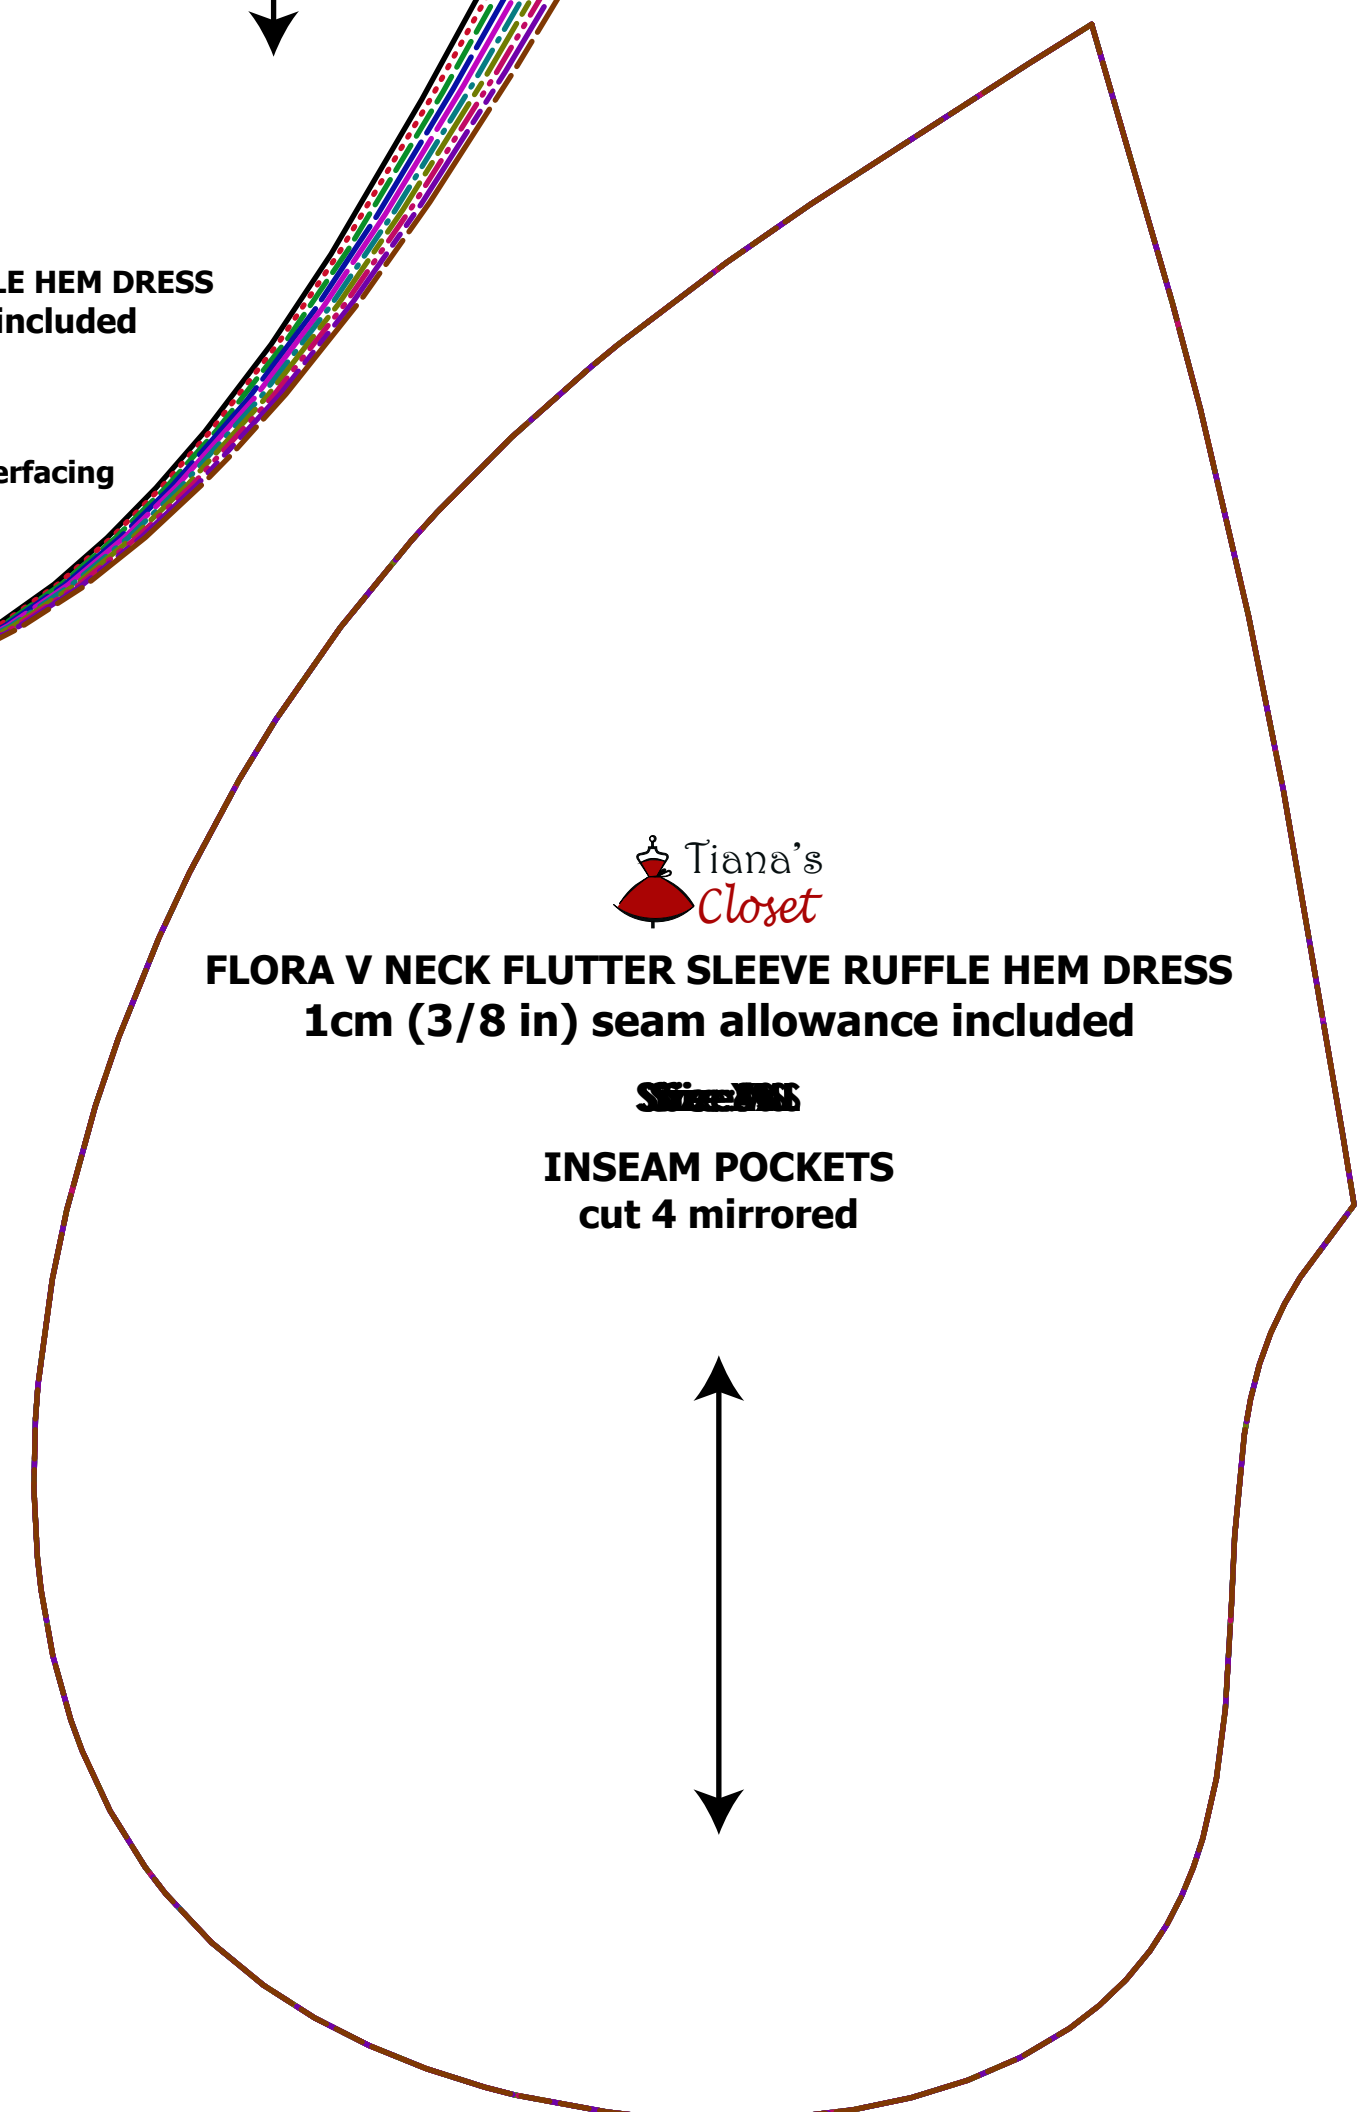 LE HEM DRESS
included
erfacing
Tiana's
Closet
FLORA V NECK FLUTTER SLEEVE RUFFLE HEM DRESS
1cm (3/8 in) seam allowance included
INSEAM POCKETS
cut 4 mirrored